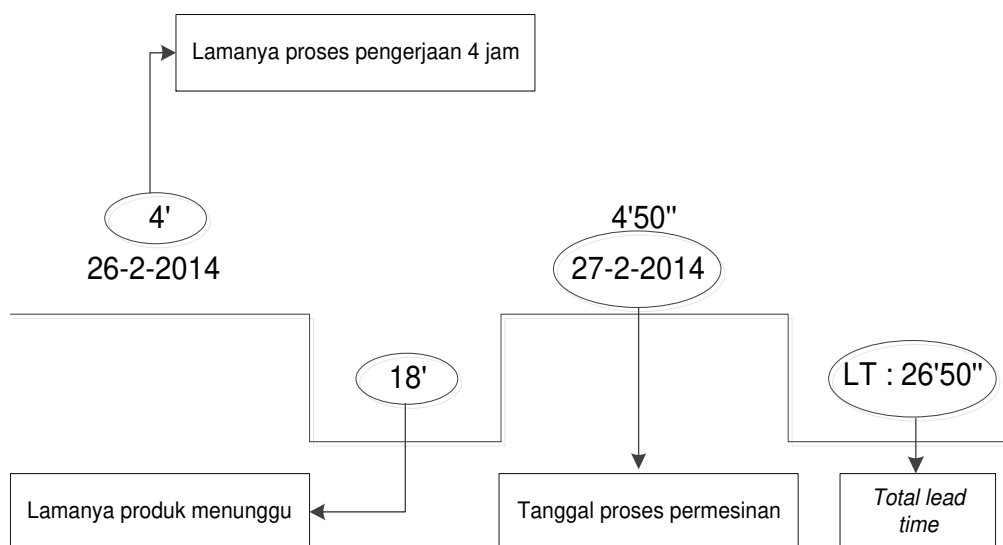 Lamanya proses pengerjaan 4 jam
4'
26-2-2014
4'50"
27-2-2014
18'
LT : 26'50"
Lamanya produk menunggu
Tanggal proses permesinan
Total lead
time